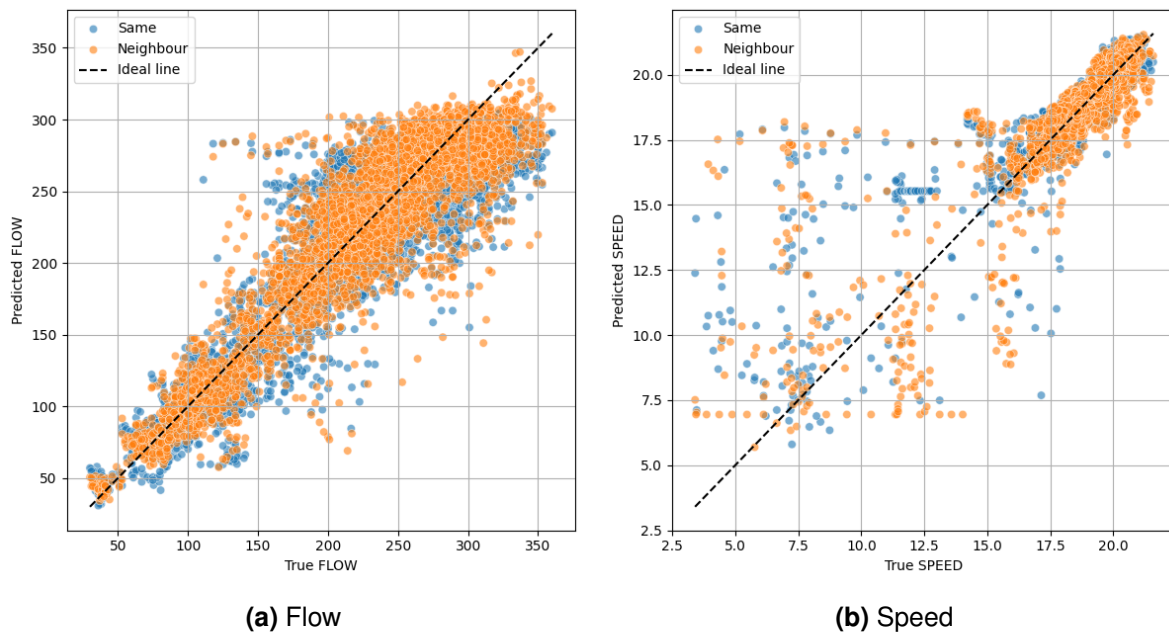 Same
Neighbour
Ideal line
350
300
250
200
150
100
50
Predicted FLOW
50
100
150
200
250
300
350
True FLOW
(a) Flow
Same
Neighbour
Ideal line
20.0
17.5
15.0
12.5
10.0
7.5
5.0
2.5
Predicted SPEED
2.5
5.0
7.5
10.0
12.5
15.0
17.5
20.0
True SPEED
(b) Speed